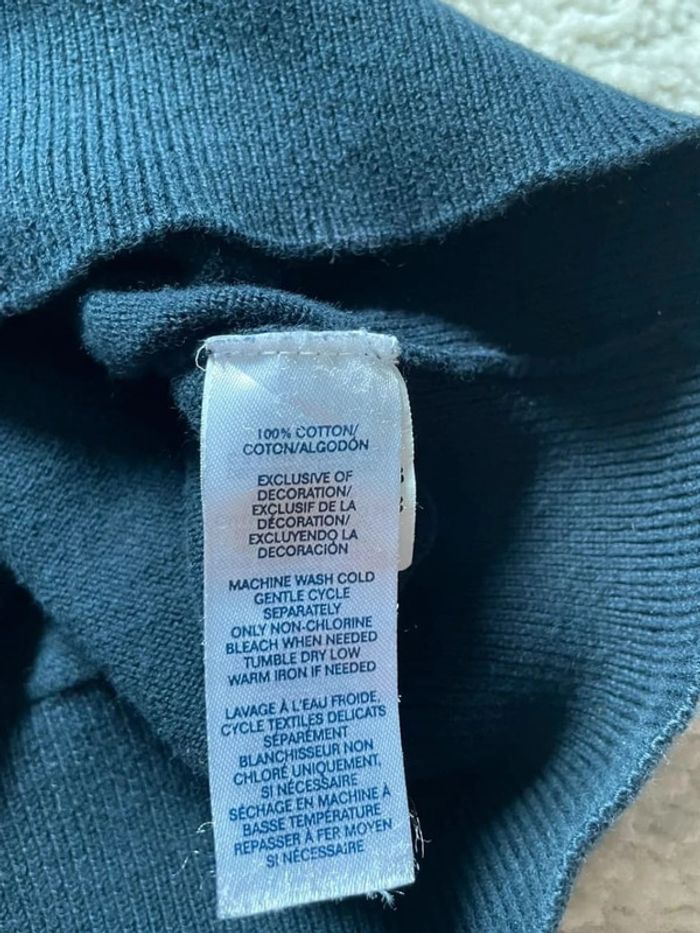 100% COTTON/
COTON/ALGODÓN
EXCLUSIVE OF
DECORATION/
EXCLUSIF DE LA
DÉCORATION/
EXCLUYENDO LA
DECORACIÓN
MACHINE WASH COLD
GENTLE CYCLE
SEPARATELY
ONLY NON-CHLORINE
BLEACH WHEN NEEDED
TUMBLE DRY LOW
WARM IRON IF NEEDED
LAVAGE À L'EAU FROIDE,
CYCLE TEXTILES DELICATS
SÉPARÉMENT
BLANCHISSEUR NON
CHLORÉ UNIQUEMENT,
SI NÉCESSAIRE
SÉCHAGE EN MACHINE À
BASSE TEMPÉRATURE
REPASSER À FER MOYEN
SI NÉCESSAIRE